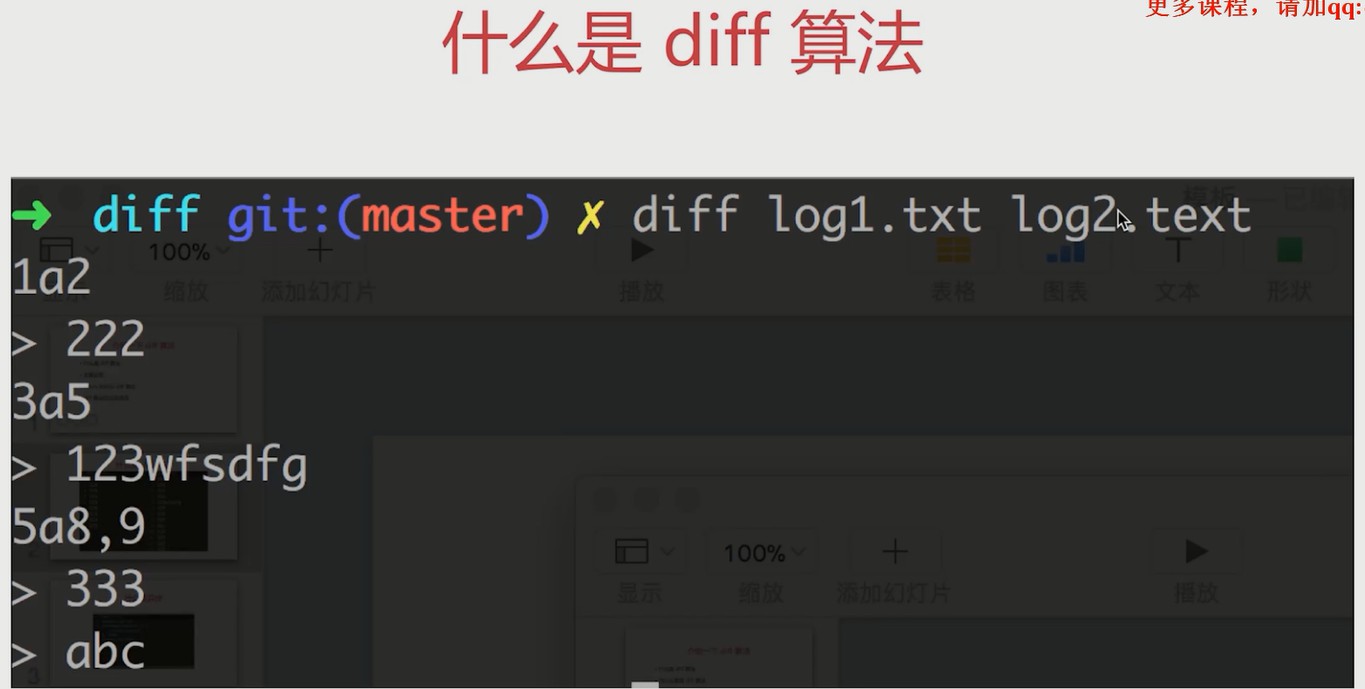 更多课程，请加qq:
什么是 diff 算法
➜ diff git:(master) ✗ diff log1.txt log2.text
1a2
100%
缩放
添加幻灯片
播放
表格
图表
文本
形状
> 222
3a5
> 123wfsdfg
5a8,9
100%
> 333
显示
缩放
添加幻灯片
播放
> abc